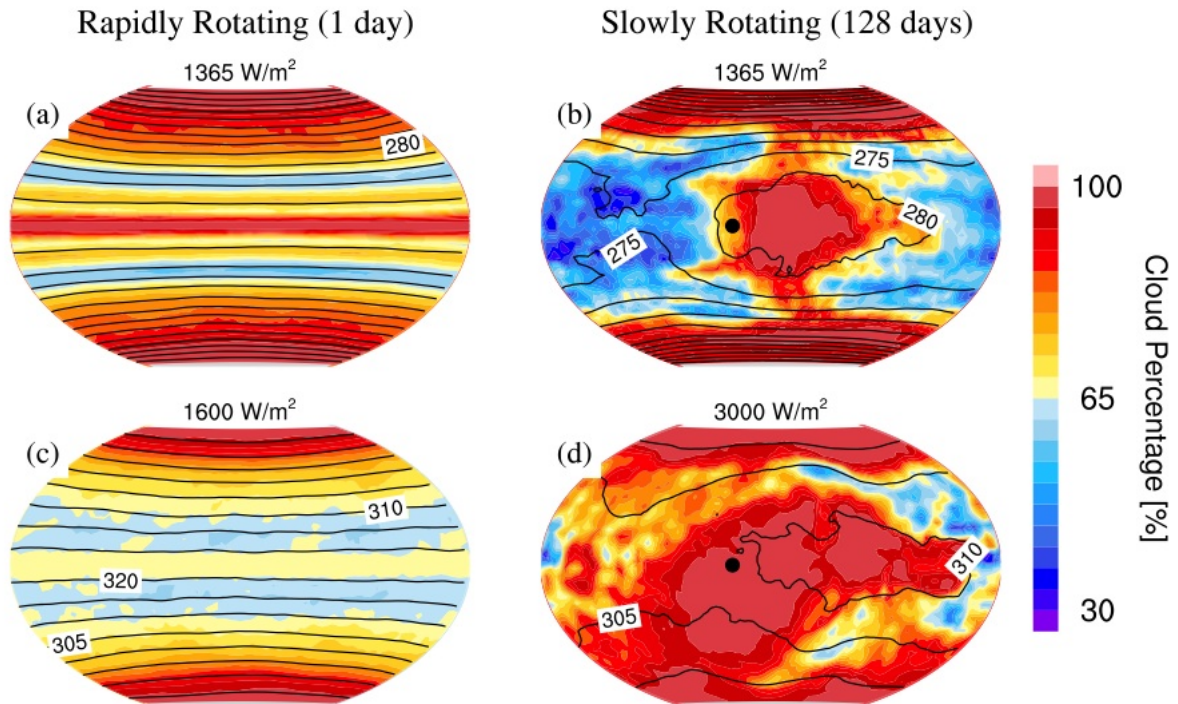 Rapidly Rotating (1 day)
Slowly Rotating (128 days)
1365 W/m²
1365 W/m²
(a)
280
(b)
275
280
275
100
65
30
Cloud Percentage [%]
1600 W/m²
3000 W/m²
(c)
310
320
305
(d)
310
305